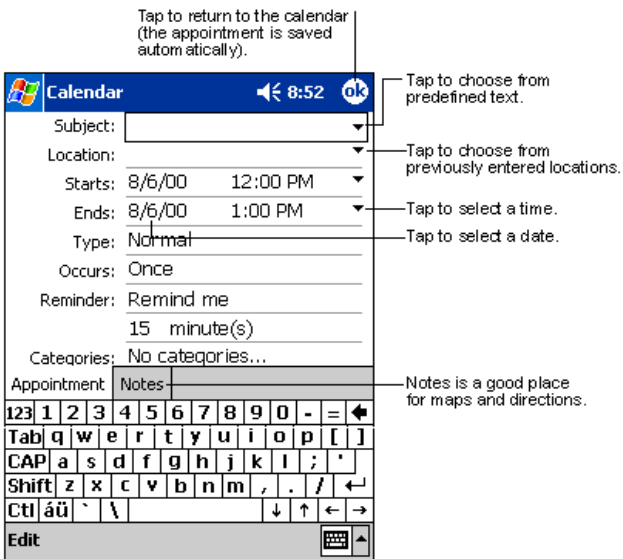 Tap to return to the calendar
(the appointment is saved
automatically).
Calendar 8:52 ok
Tap to choose from
predefined text.
Subject:
Location:
Tap to choose from
previously entered locations.
Starts: 8/6/00 12:00 PM
Ends: 8/6/00 1:00 PM
Tap to select a time.
Type: Normal
Tap to select a date.
Occurs: Once
Reminder: Remind me
15 minute(s)
Categories: No categories...
Appointment Notes
Notes is a good place
for maps and directions.
123 1 2 3 4 5 6 7 8 9 0 - = ←
Tab q w e r t y u i o p [ ]
CAP a s d f g h j k l ; '
Shift z x c v b n m , . / ↵
Ctl áü ` \ ↓ ↑ ← →
Edit